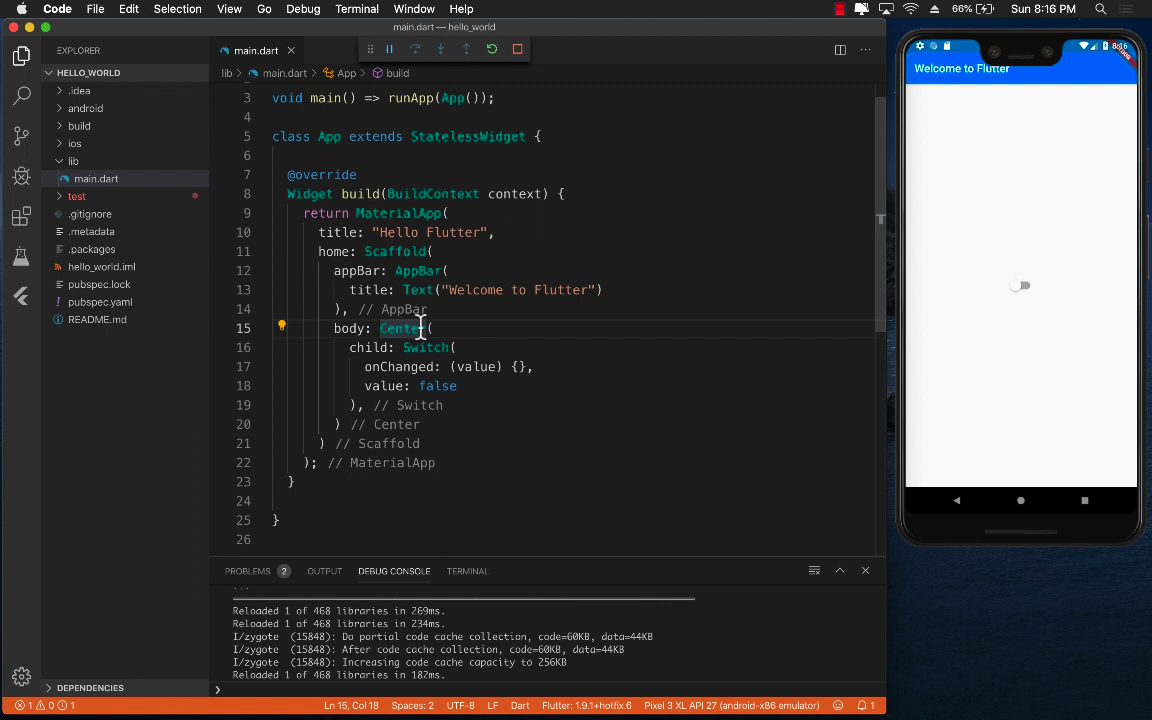 Code File Edit Selection View Go Debug Terminal Window Help 66% Sun 8:16 PM
main.dart — hello_world
EXPLORER
HELLO_WORLD
.idea
android
build
ios
lib
main.dart
test
.gitignore
.metadata
.packages
hello_world.iml
pubspec.lock
pubspec.yaml
README.md
DEPENDENCIES
main.dart
lib main.dart App build
3 void main() => runApp(App());
4
5 class App extends StatelessWidget {
6
7 @override
8 Widget build(BuildContext context) {
9 return MaterialApp(
10 title: "Hello Flutter",
11 home: Scaffold(
12 appBar: AppBar(
13 title: Text("Welcome to Flutter")
14 ), // AppBar
15 body: Center(
16 child: Switch(
17 onChanged: (value) {},
18 value: false
19 ), // Switch
20 ) // Center
21 ) // Scaffold
22 ); // MaterialApp
23 }
24
25 }
26
PROBLEMS 2 OUTPUT DEBUG CONSOLE TERMINAL
Reloaded 1 of 468 libraries in 269ms.
Reloaded 1 of 468 libraries in 234ms.
I/zygote (15848): Do partial code cache collection, code=60KB, data=44KB
I/zygote (15848): After code cache collection, code=60KB, data=44KB
I/zygote (15848): Increasing code cache capacity to 256KB
Reloaded 1 of 468 libraries in 182ms.
1 0 1 Ln 15, Col 18 Spaces: 2 UTF-8 LF Dart Flutter: 1.9.1+hotfix.6 Pixel 3 XL API 27 (android-x86 emulator) 1
8:16
Welcome to Flutter